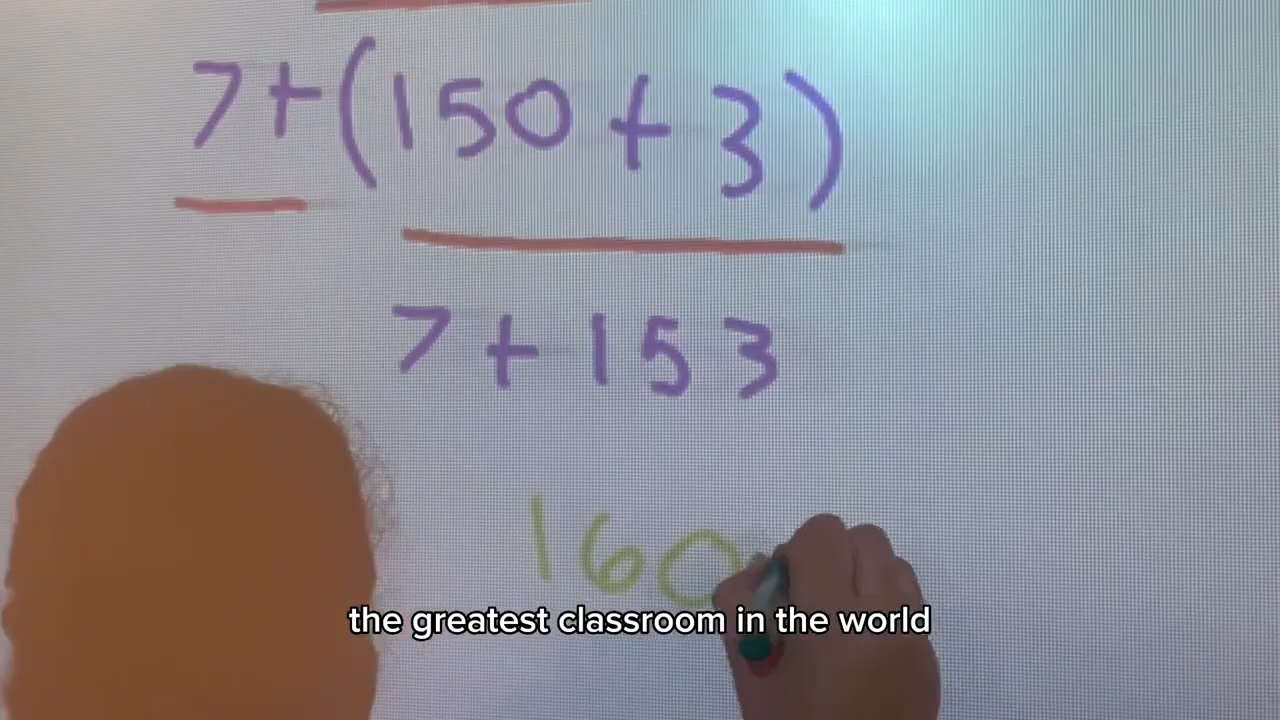 7+(150+3)
7+153
160
the greatest classroom in the world